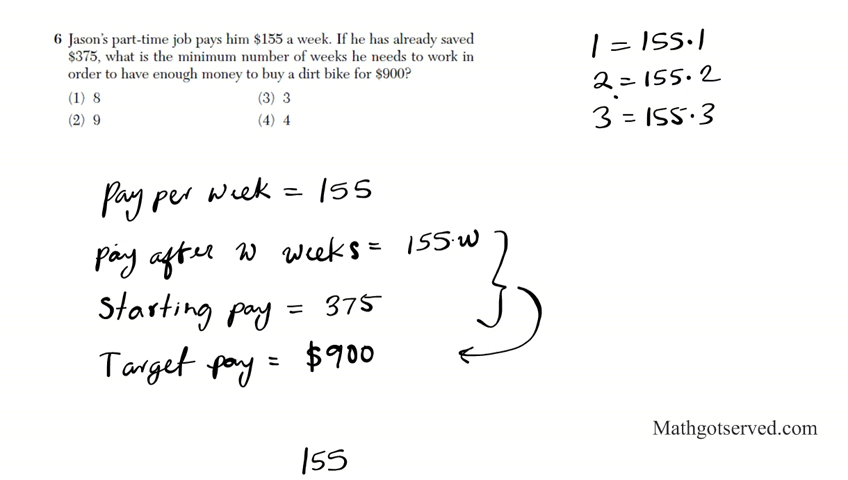 6 Jason's part-time job pays him $155 a week. If he has already saved
$375, what is the minimum number of weeks he needs to work in
order to have enough money to buy a dirt bike for $900?
(1) 8 (3) 3
(2) 9 (4) 4
1 = 155·1
2 = 155·2
3 = 155·3
Pay per week = 155
pay after w weeks = 155·w
Starting pay = 375
Target pay = $900
155
Mathgotserved.com